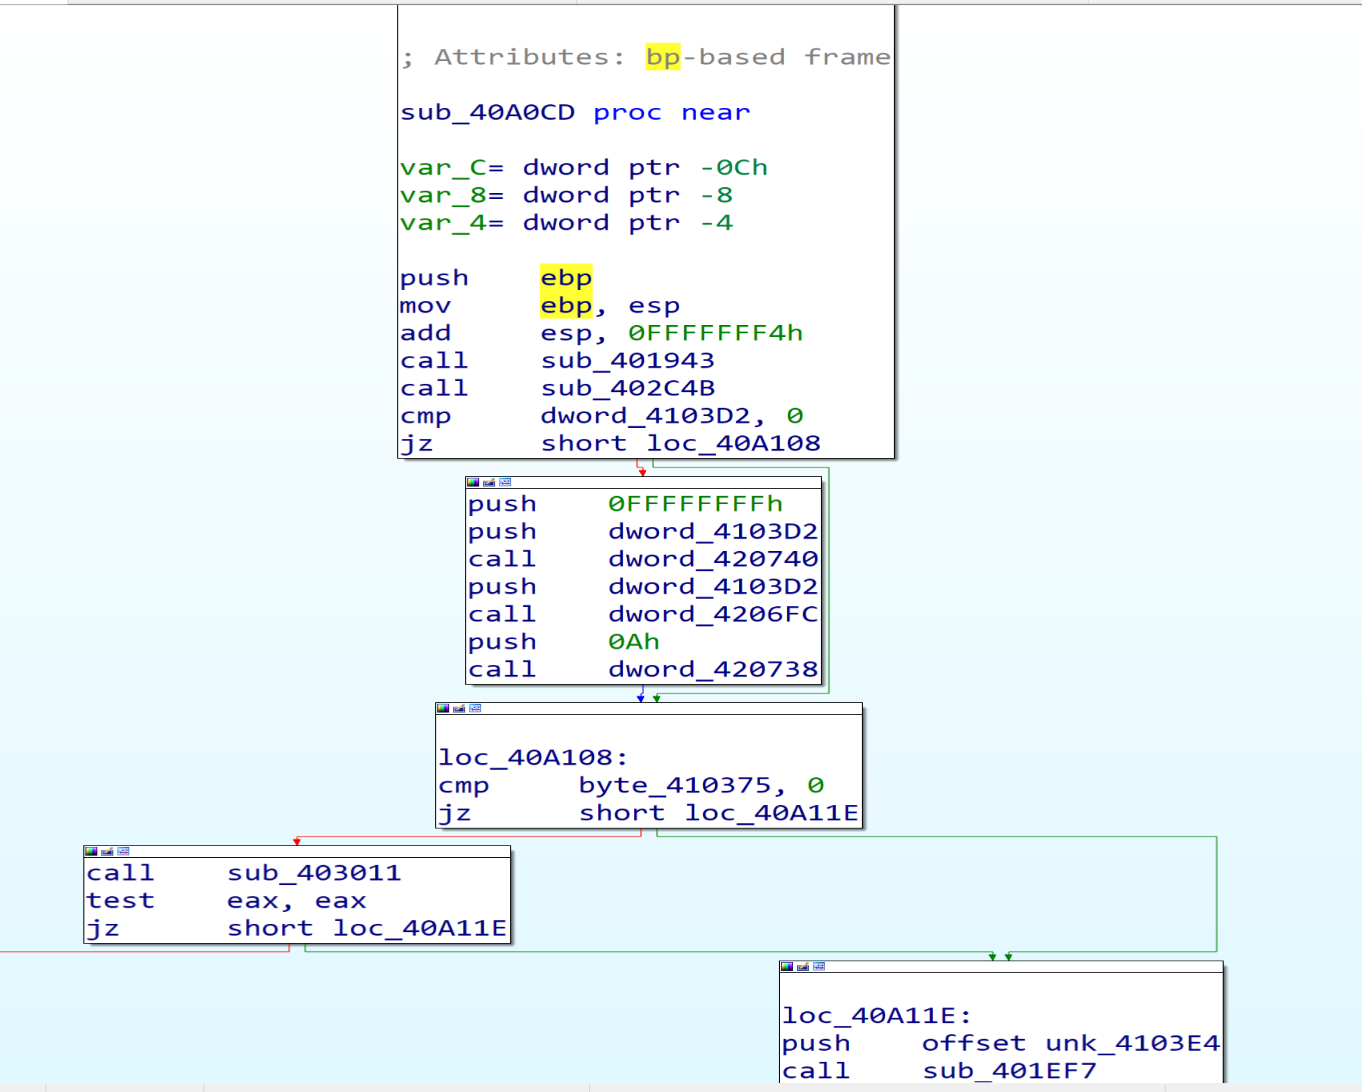 ; Attributes: bp-based frame
sub_40A0CD proc near
var_C= dword ptr -0Ch
var_8= dword ptr -8
var_4= dword ptr -4
push ebp
mov ebp, esp
add esp, 0FFFFFFF4h
call sub_401943
call sub_402C4B
cmp dword_4103D2, 0
jz short loc_40A108
push 0FFFFFFFFh
push dword_4103D2
call dword_420740
push dword_4103D2
call dword_4206FC
push 0Ah
call dword_420738
loc_40A108:
cmp byte_410375, 0
jz short loc_40A11E
call sub_403011
test eax, eax
jz short loc_40A11E
loc_40A11E:
push offset unk_4103E4
call sub_401EF7